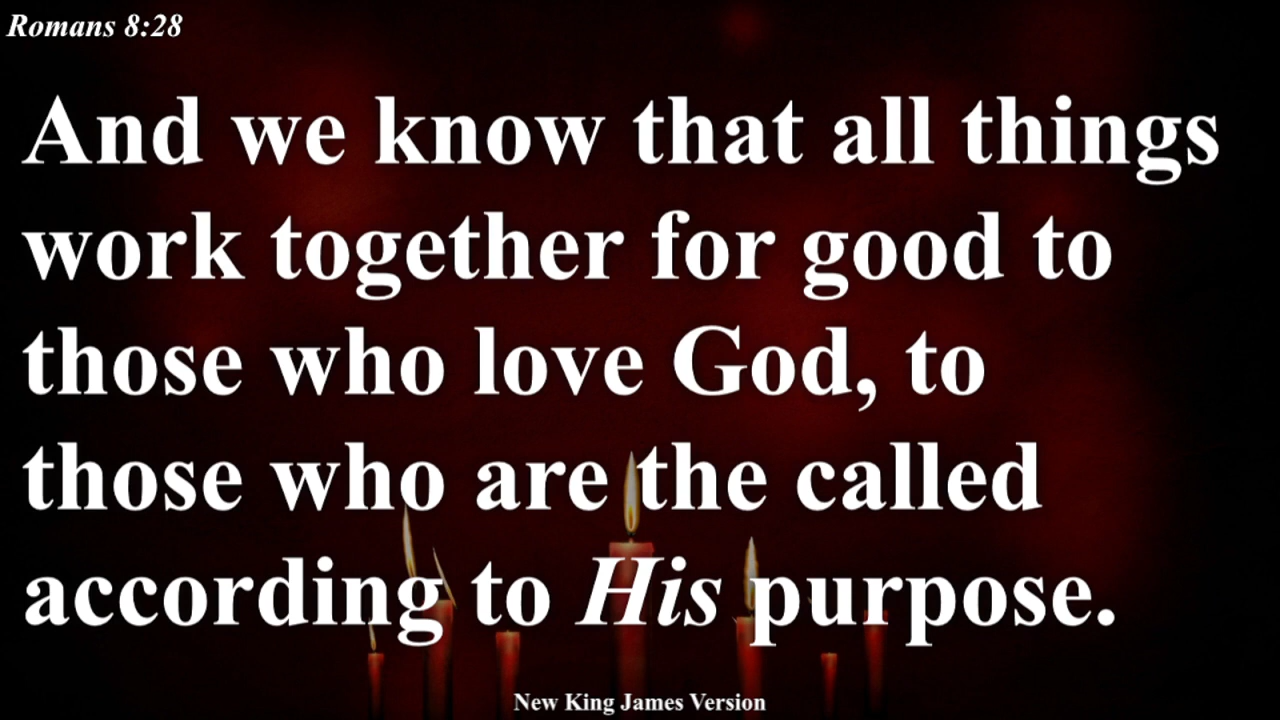 Romans 8:28
And we know that all things
work together for good to
those who love God, to
those who are the called
according to His purpose.
New King James Version